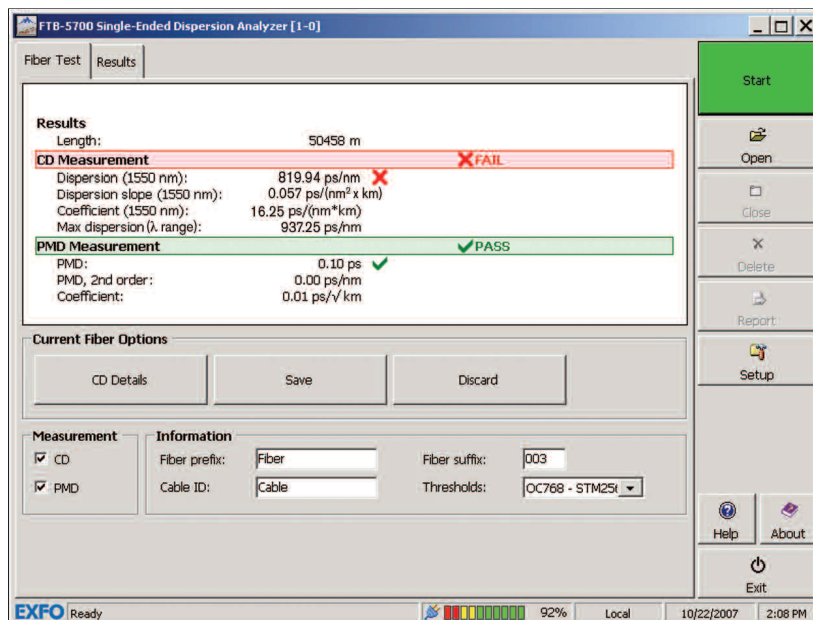 FTB-5700 Single-Ended Dispersion Analyzer [1-0]
Fiber Test
Results
Results
Length: 50458 m
CD Measurement FAIL
Dispersion (1550 nm): 819.94 ps/nm
Dispersion slope (1550 nm): 0.057 ps/(nm² x km)
Coefficient (1550 nm): 16.25 ps/(nm*km)
Max dispersion (λ range): 937.25 ps/nm
PMD Measurement PASS
PMD: 0.10 ps
PMD, 2nd order: 0.00 ps/nm
Coefficient: 0.01 ps/√km
Current Fiber Options
CD Details
Save
Discard
Measurement
CD
PMD
Information
Fiber prefix: Fiber
Fiber suffix: 003
Cable ID: Cable
Thresholds: OC768 - STM256
Start
Open
Close
Delete
Report
Setup
Help
About
Exit
EXFO Ready 92% Local 10/22/2007 2:08 PM